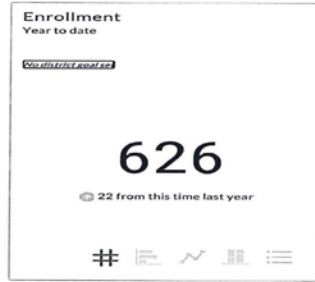 Enrollment
Year to date
No district goal set
626
22 from this time last year